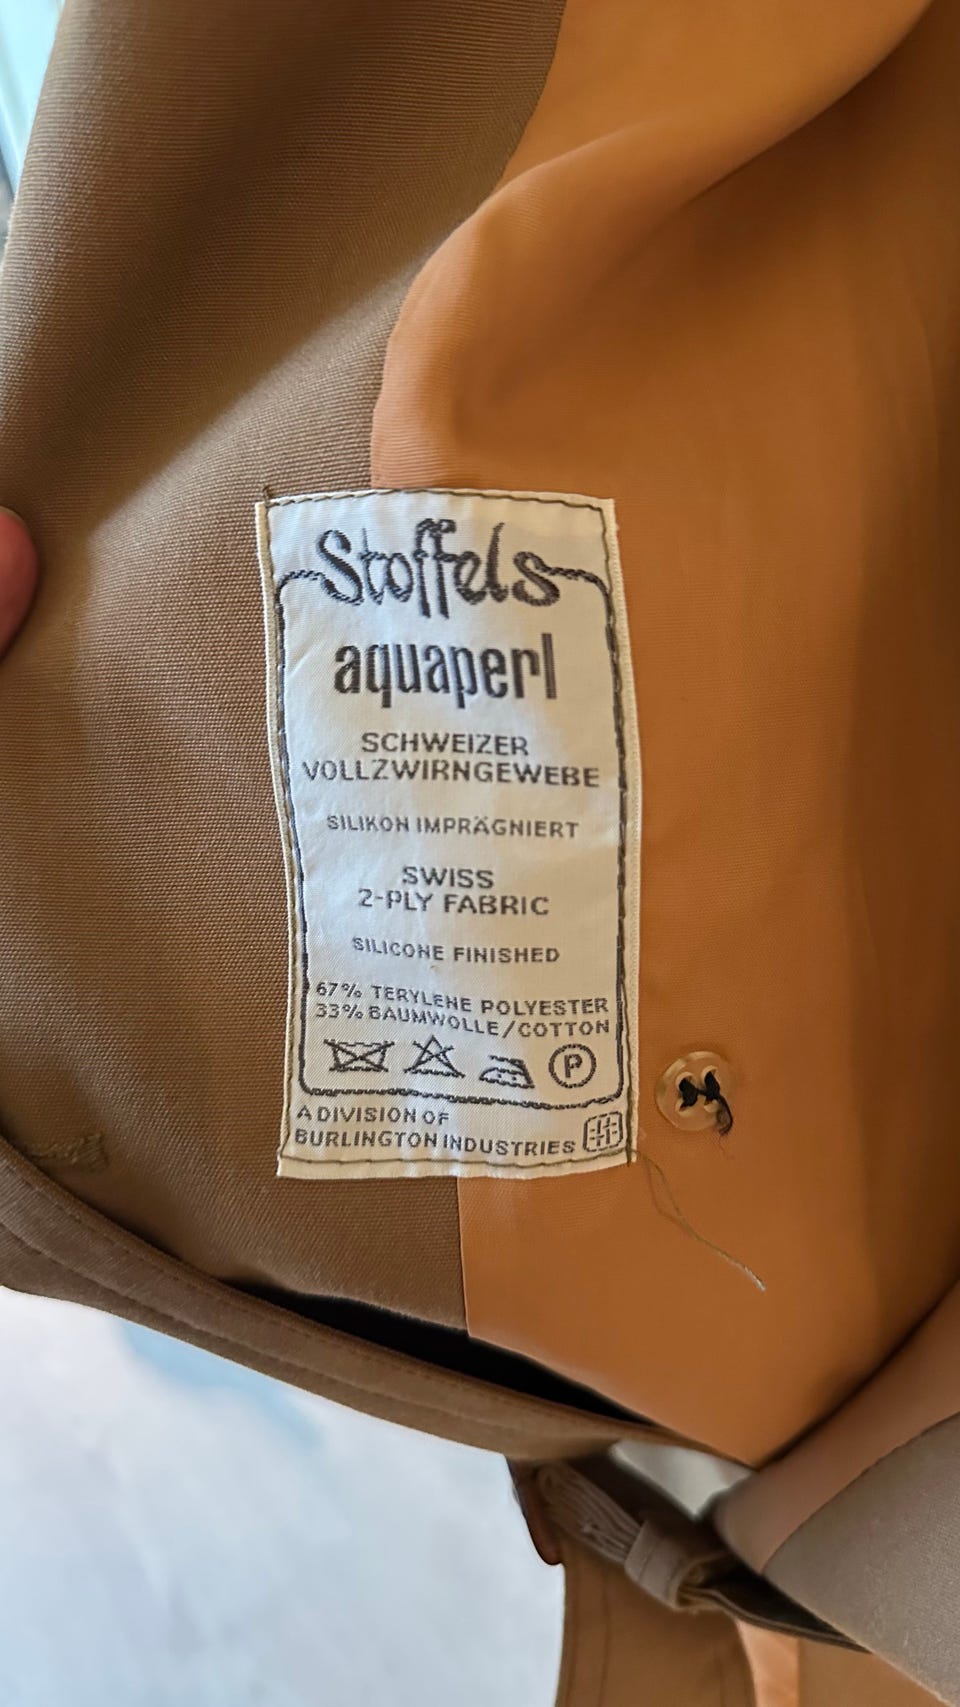 Stoffels
aquaperl
SCHWEIZER
VOLLZWIRNGEWEBE
SILIKON IMPRÄGNIERT
SWISS
2-PLY FABRIC
SILICONE FINISHED
67% TERYLENE POLYESTER
33% BAUMWOLLE/COTTON
P
A DIVISION OF
BURLINGTON INDUSTRIES